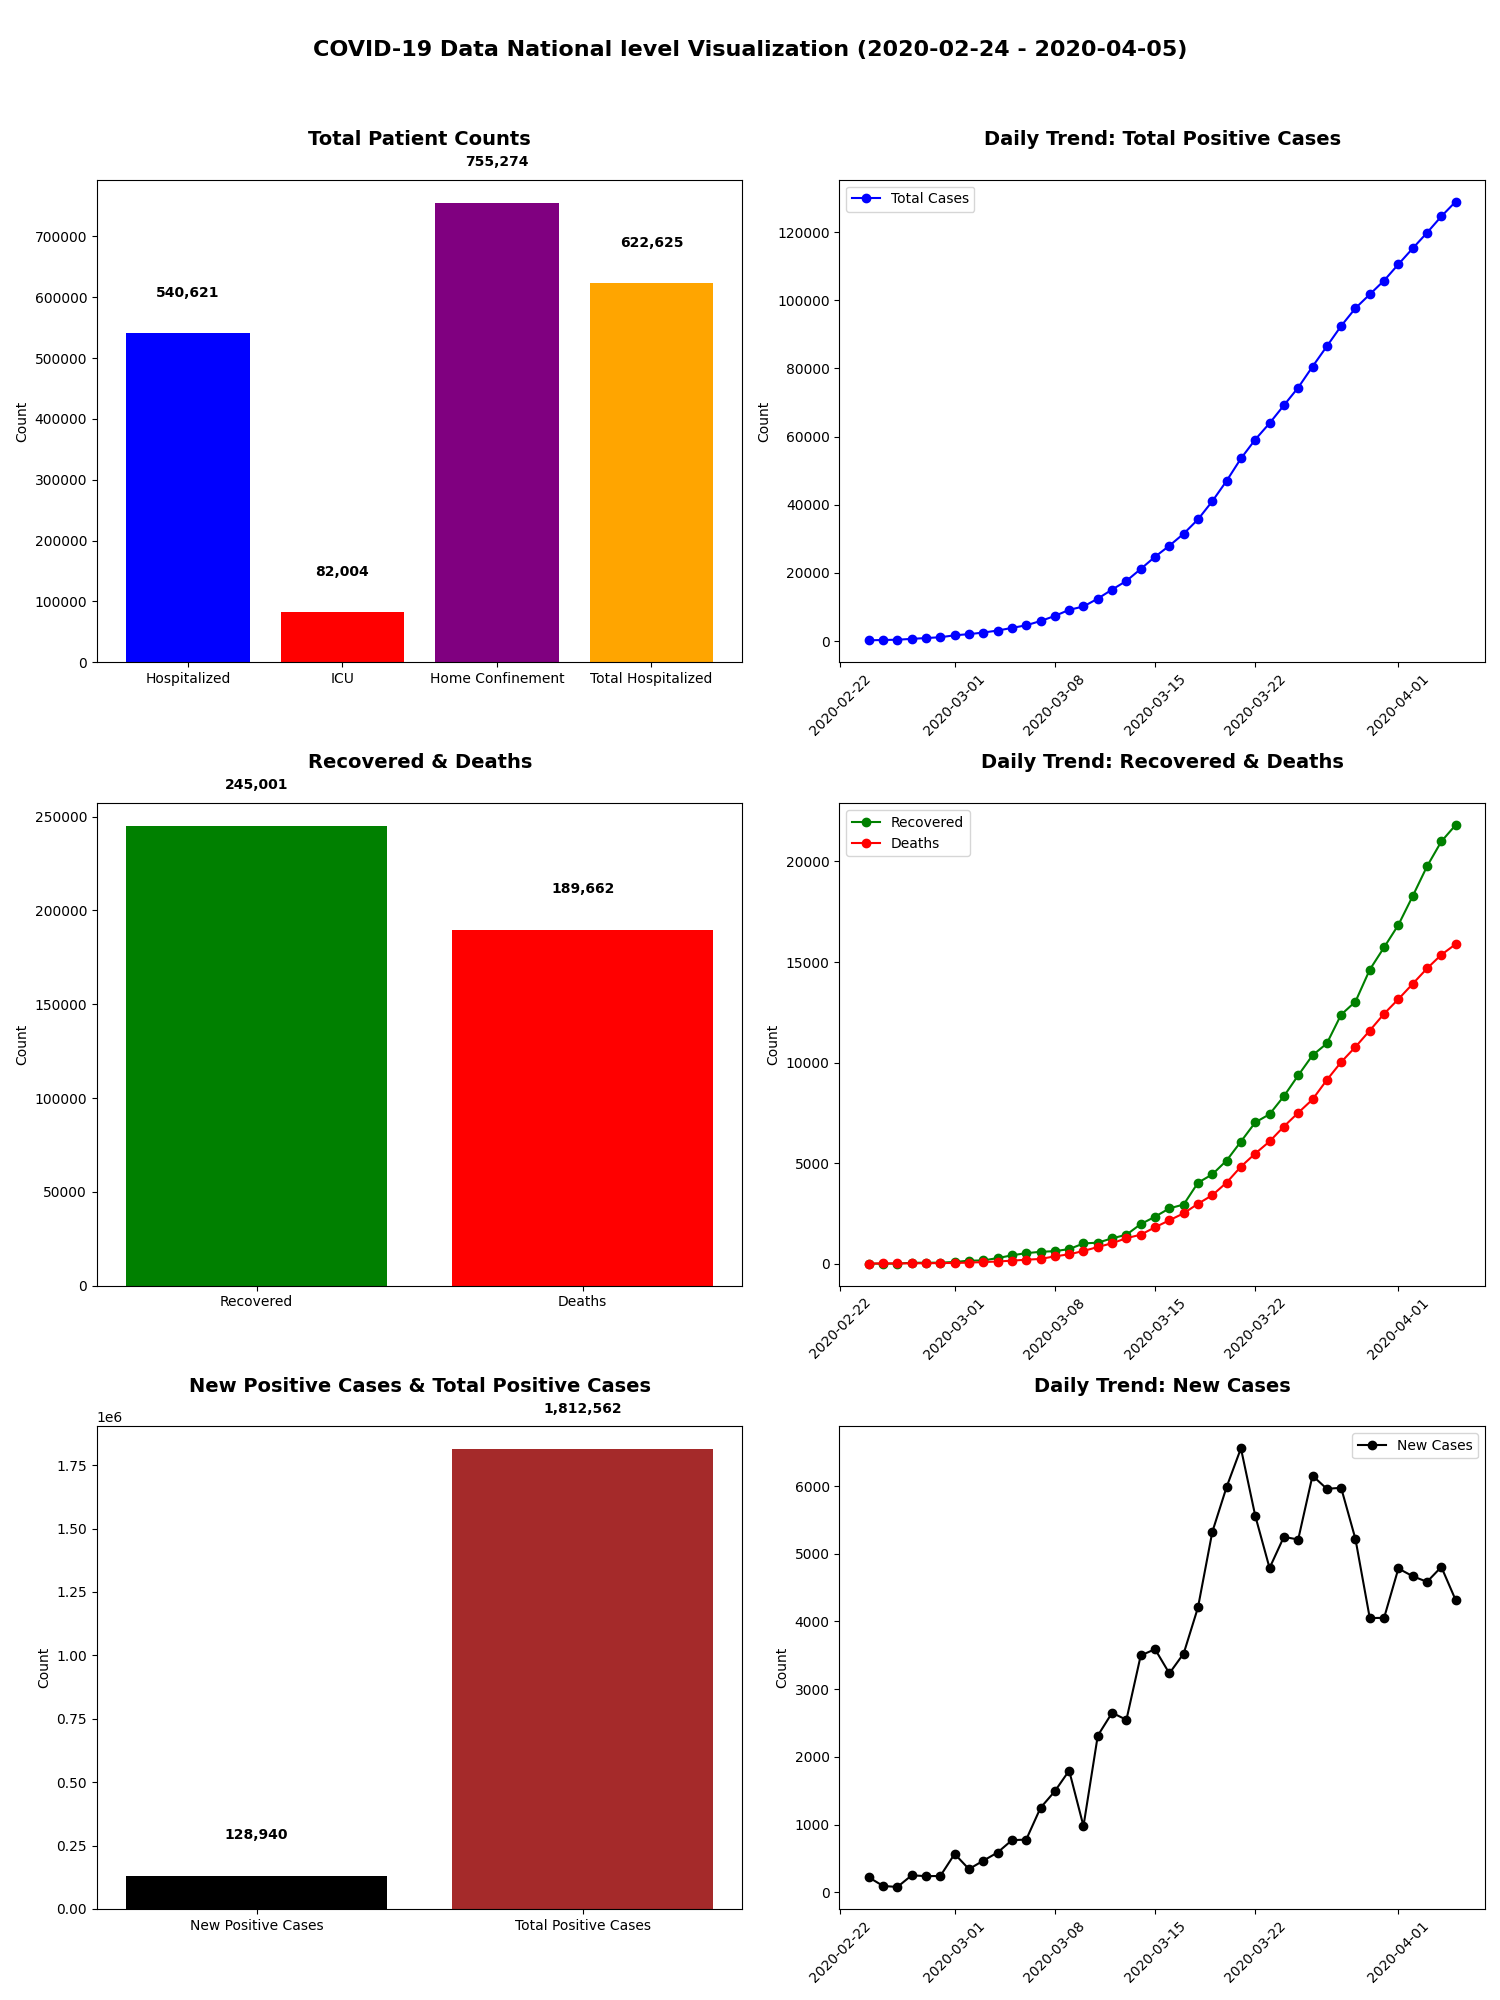 COVID-19 Data National level Visualization (2020-02-24 - 2020-04-05)
Total Patient Counts
755,274
622,625
540,621
82,004
700000
600000
500000
400000
300000
200000
100000
0
Count
Hospitalized
ICU
Home Confinement
Total Hospitalized
Daily Trend: Total Positive Cases
Total Cases
120000
100000
80000
60000
40000
20000
0
Count
2020-02-22
2020-03-01
2020-03-08
2020-03-15
2020-03-22
2020-04-01
Recovered & Deaths
245,001
189,662
250000
200000
150000
100000
50000
0
Count
Recovered
Deaths
Daily Trend: Recovered & Deaths
Recovered
Deaths
20000
15000
10000
5000
0
Count
2020-02-22
2020-03-01
2020-03-08
2020-03-15
2020-03-22
2020-04-01
New Positive Cases & Total Positive Cases
1,812,562
1e6
128,940
1.75
1.50
1.25
1.00
0.75
0.50
0.25
0.00
Count
New Positive Cases
Total Positive Cases
Daily Trend: New Cases
New Cases
6000
5000
4000
3000
2000
1000
0
Count
2020-02-22
2020-03-01
2020-03-08
2020-03-15
2020-03-22
2020-04-01